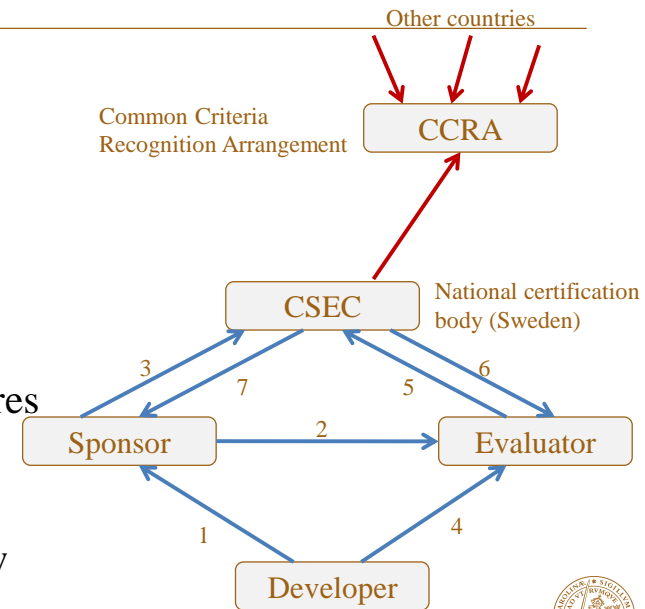 Other countries
Common Criteria
Recognition Arrangement
CCRA
CSEC
National certification
body (Sweden)
3
7
5
6
res
Sponsor
2
Evaluator
1
4
y
Developer